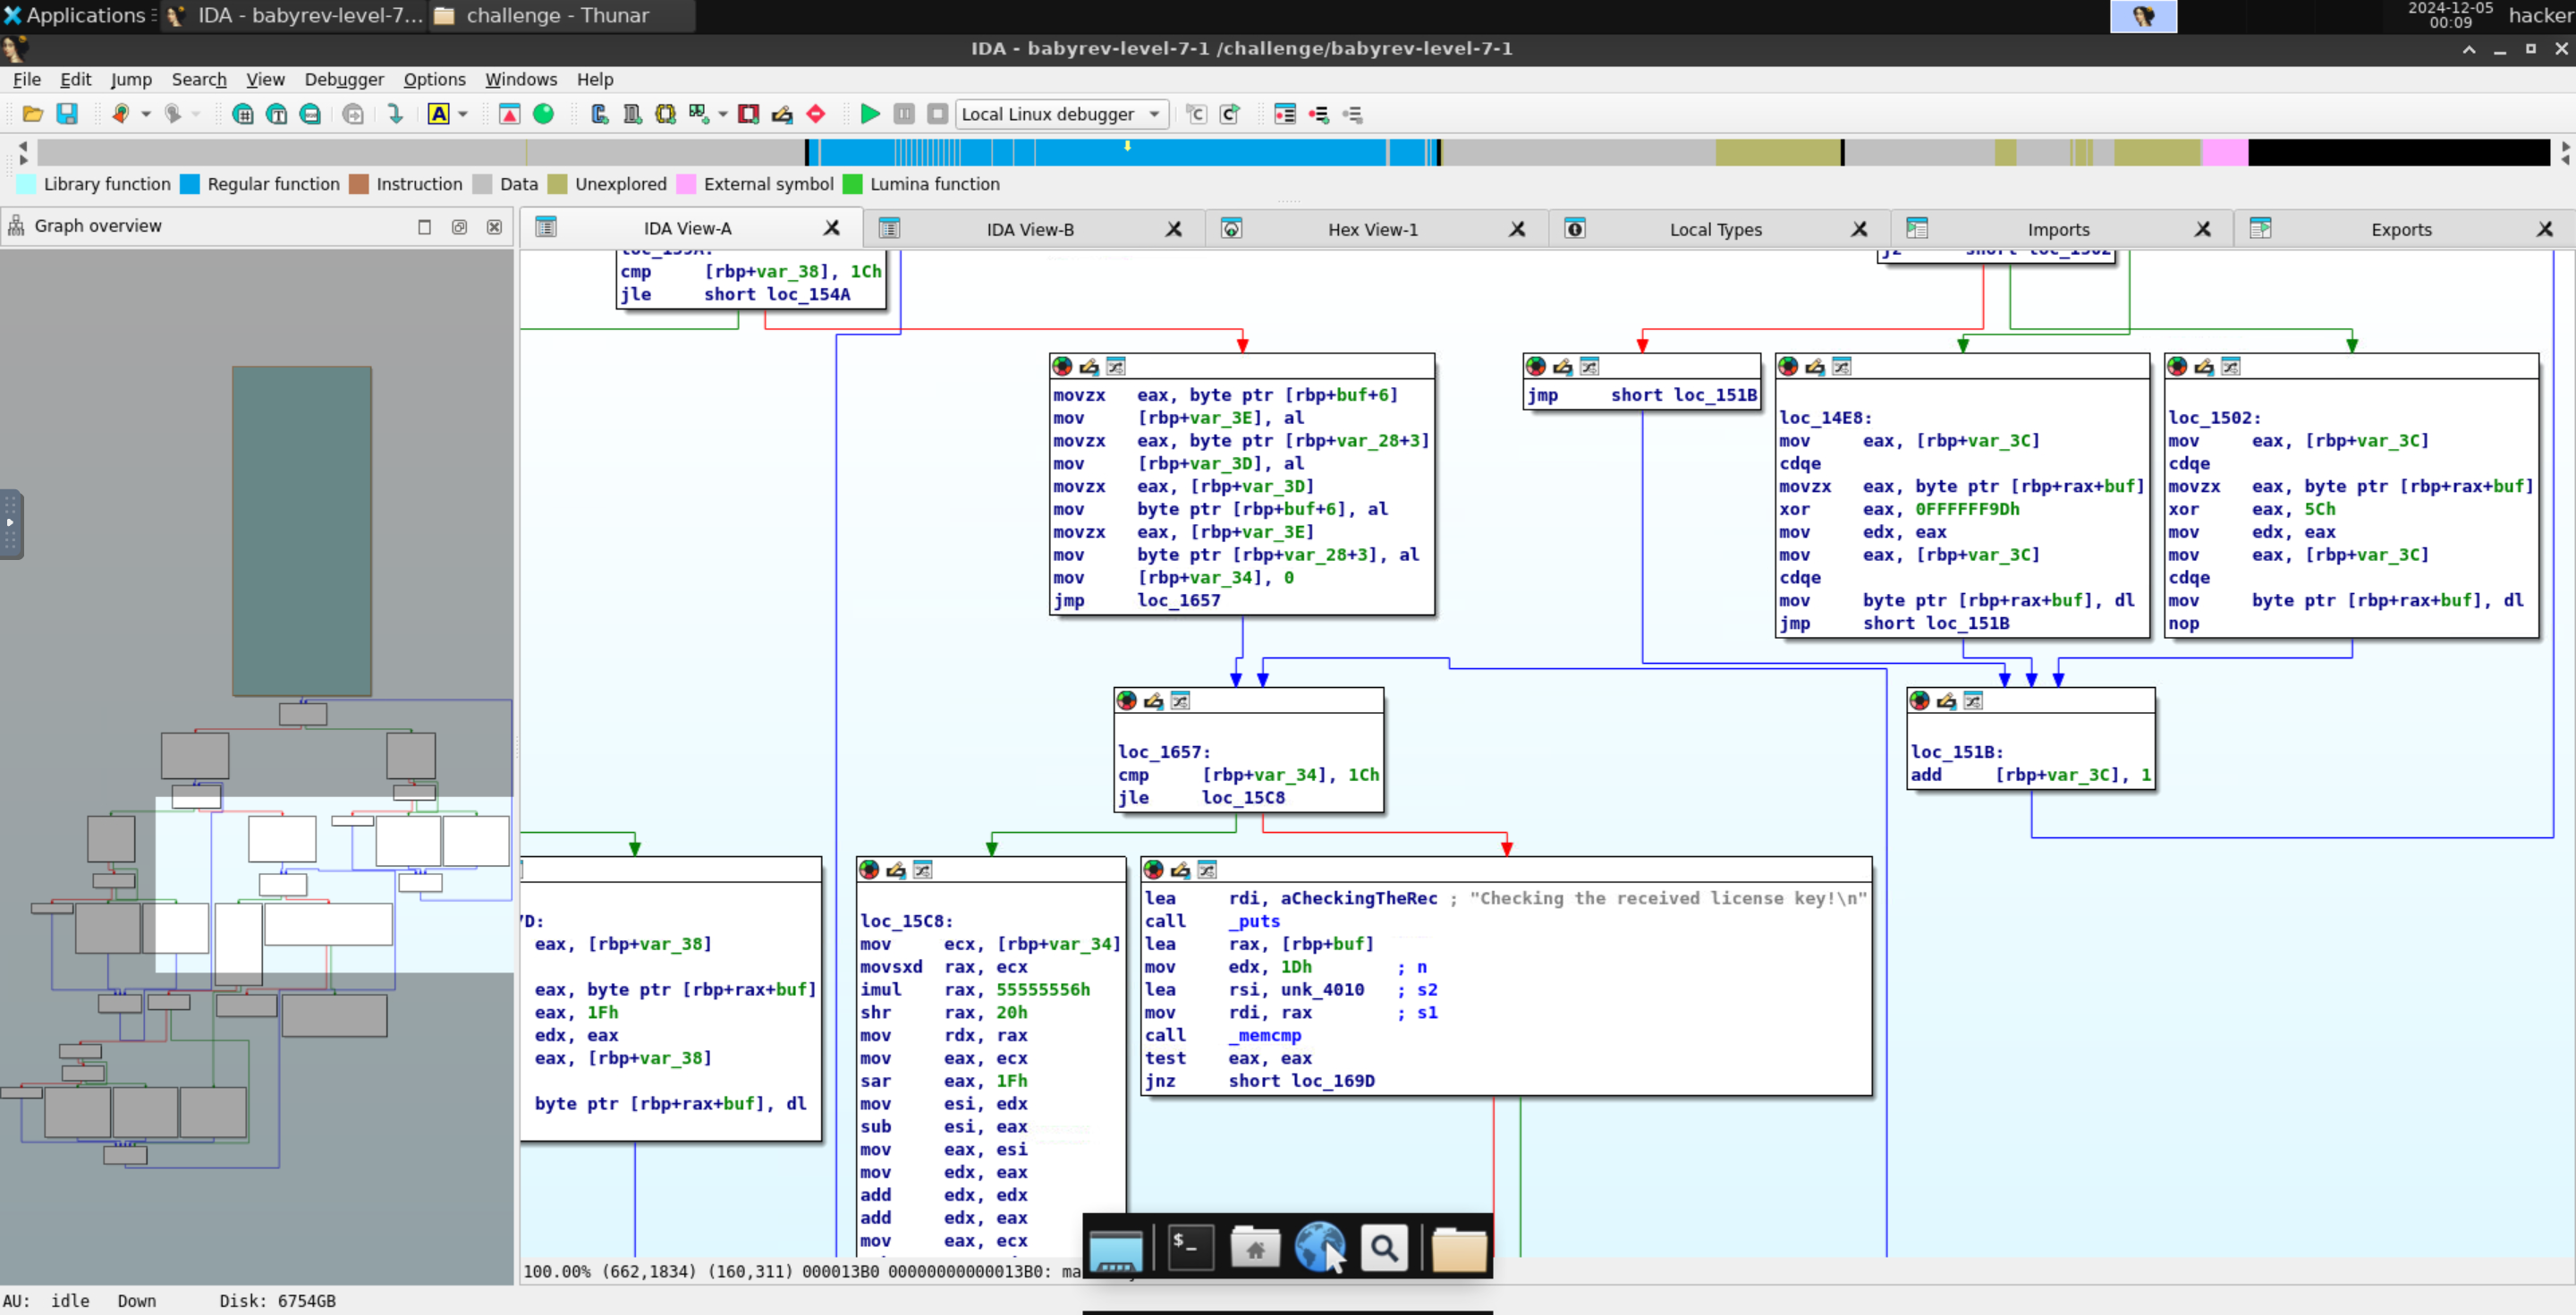 Applications
IDA - babyrev-level-7...
challenge - Thunar
2024-12-05
00:09
hacker
IDA - babyrev-level-7-1 /challenge/babyrev-level-7-1
File Edit Jump Search View Debugger Options Windows Help
Local Linux debugger
Library function Regular function Instruction Data Unexplored External symbol Lumina function
Graph overview
IDA View-A
IDA View-B
Hex View-1
Local Types
Imports
Exports
cmp [rbp+var_38], 1Ch
jle short loc_154A
movzx eax, byte ptr [rbp+buf+6]
mov [rbp+var_3E], al
movzx eax, byte ptr [rbp+var_28+3]
mov [rbp+var_3D], al
movzx eax, [rbp+var_3D]
mov byte ptr [rbp+buf+6], al
movzx eax, [rbp+var_3E]
mov byte ptr [rbp+var_28+3], al
mov [rbp+var_34], 0
jmp loc_1657
jmp short loc_151B
loc_14E8:
mov eax, [rbp+var_3C]
cdqe
movzx eax, byte ptr [rbp+rax+buf]
xor eax, 0FFFFFF9Dh
mov edx, eax
mov eax, [rbp+var_3C]
cdqe
mov byte ptr [rbp+rax+buf], dl
jmp short loc_151B
loc_1502:
mov eax, [rbp+var_3C]
cdqe
movzx eax, byte ptr [rbp+rax+buf]
xor eax, 5Ch
mov edx, eax
mov eax, [rbp+var_3C]
cdqe
mov byte ptr [rbp+rax+buf], dl
nop
loc_1657:
cmp [rbp+var_34], 1Ch
jle loc_15C8
loc_151B:
add [rbp+var_3C], 1
7D:
eax, [rbp+var_38]
eax, byte ptr [rbp+rax+buf]
eax, 1Fh
edx, eax
eax, [rbp+var_38]
byte ptr [rbp+rax+buf], dl
loc_15C8:
mov ecx, [rbp+var_34]
movsxd rax, ecx
imul rax, 55555556h
shr rax, 20h
mov rdx, rax
mov eax, ecx
sar eax, 1Fh
mov esi, edx
sub esi, eax
mov eax, esi
mov edx, eax
add edx, edx
add edx, eax
mov eax, ecx
lea rdi, aCheckingTheRec ; "Checking the received license key!\n"
call _puts
lea rax, [rbp+buf]
mov edx, 1Dh ; n
lea rsi, unk_4010 ; s2
mov rdi, rax ; s1
call _memcmp
test eax, eax
jnz short loc_169D
100.00% (662,1834) (160,311) 000013B0 00000000000013B0: ma
AU: idle Down Disk: 6754GB